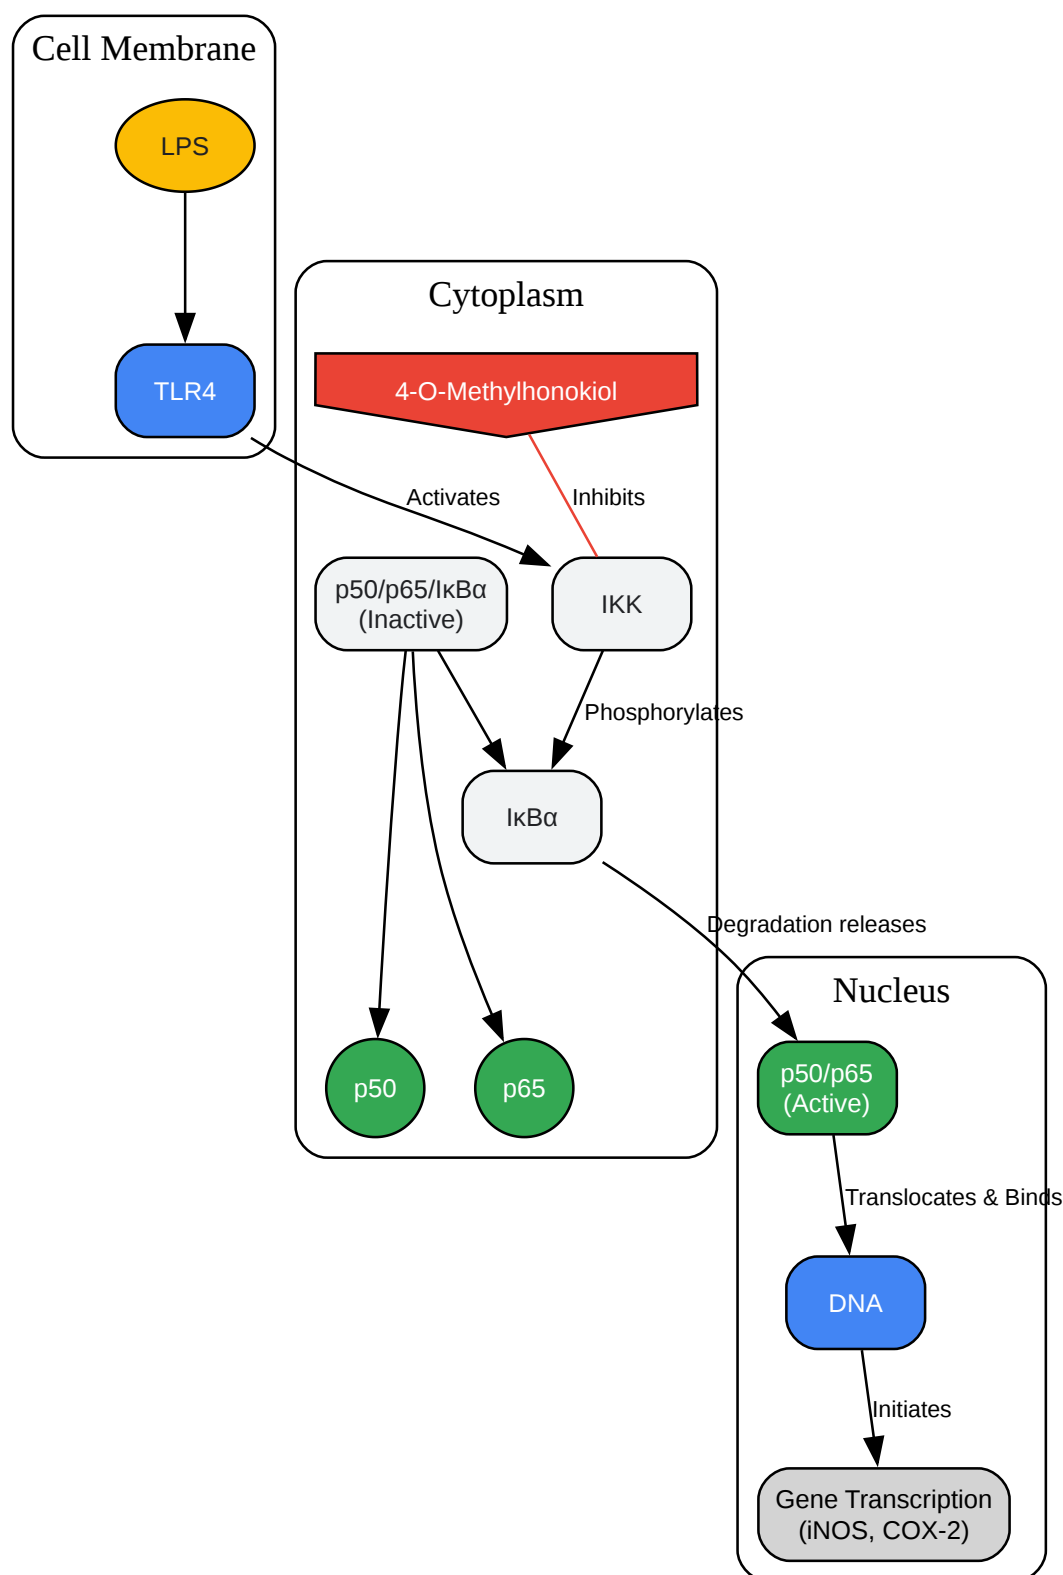 Cell Membrane
LPS
TLR4
Cytoplasm
4-O-Methylhonokiol
Activates
Inhibits
p50/p65/IκBα
(Inactive)
IKK
Phosphorylates
IκBα
Degradation releases
p50
p65
Nucleus
p50/p65
(Active)
Translocates & Binds
DNA
Initiates
Gene Transcription
(iNOS, COX-2)